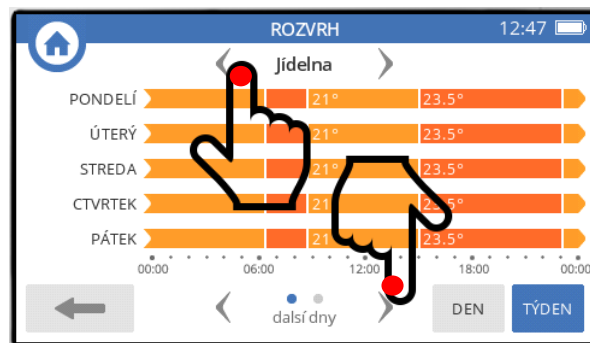 ROZVRH 12:47
Jídelna
PONDELÍ 21° 23.5°
ÚTERÝ 21° 23.5°
STREDA 21° 23.5°
CTVRTEK 23.5°
PÁTEK 21 23.5°
00:00 06:00 12:00 18:00 00:00
dalsí dny
DEN TÝDEN